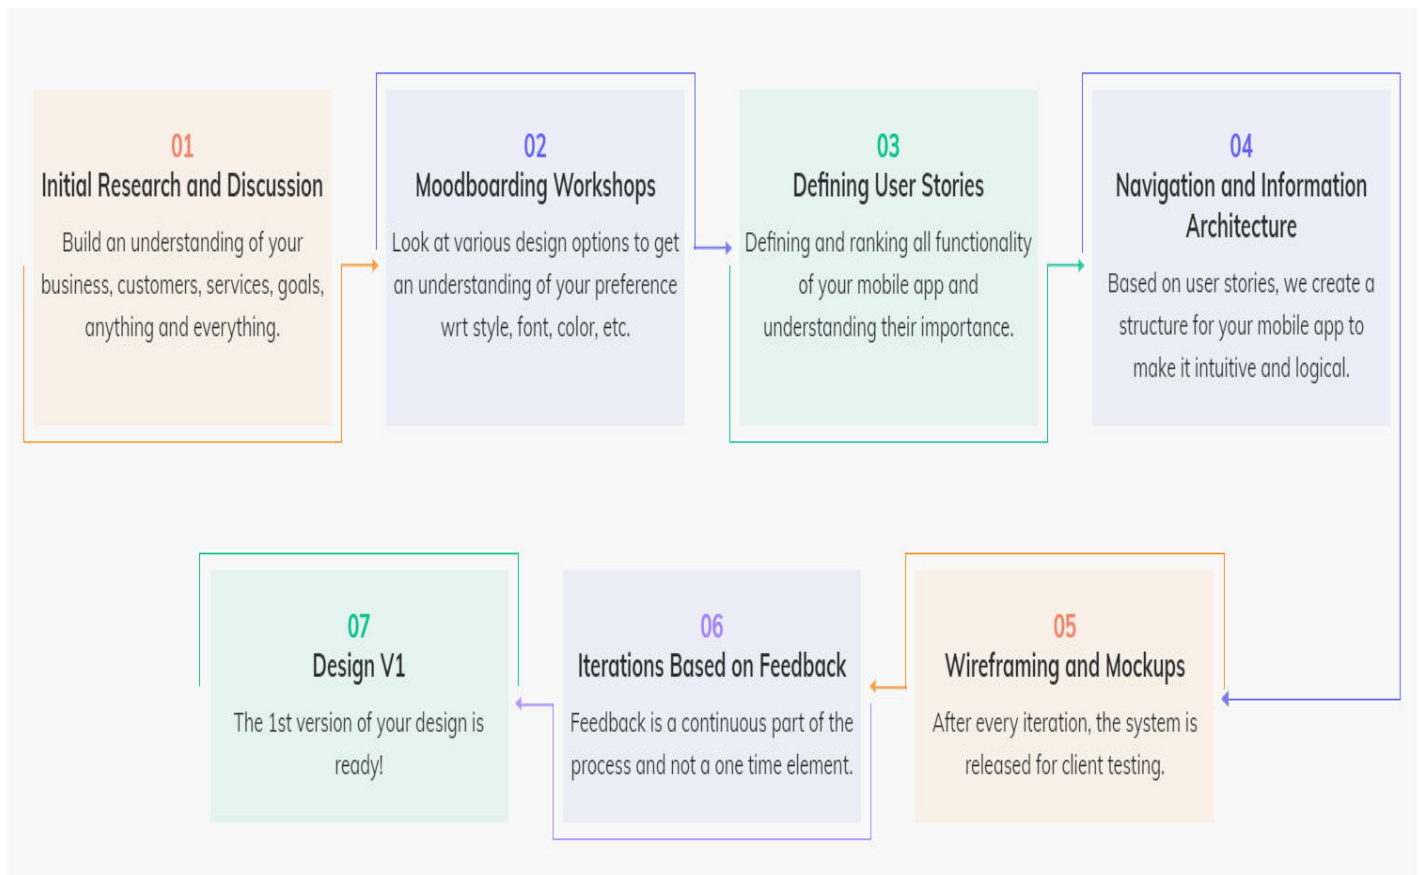 01
Initial Research and Discussion
Build an understanding of your
business, customers, services, goals,
anything and everything.
02
Moodboarding Workshops
Look at various design options to get
an understanding of your preference
wrt style, font, color, etc.
03
Defining User Stories
Defining and ranking all functionality
of your mobile app and
understanding their importance.
04
Navigation and Information
Architecture
Based on user stories, we create a
structure for your mobile app to
make it intuitive and logical.
05
Wireframing and Mockups
After every iteration, the system is
released for client testing.
06
Iterations Based on Feedback
Feedback is a continuous part of the
process and not a one time element.
07
Design V1
The 1st version of your design is
ready!